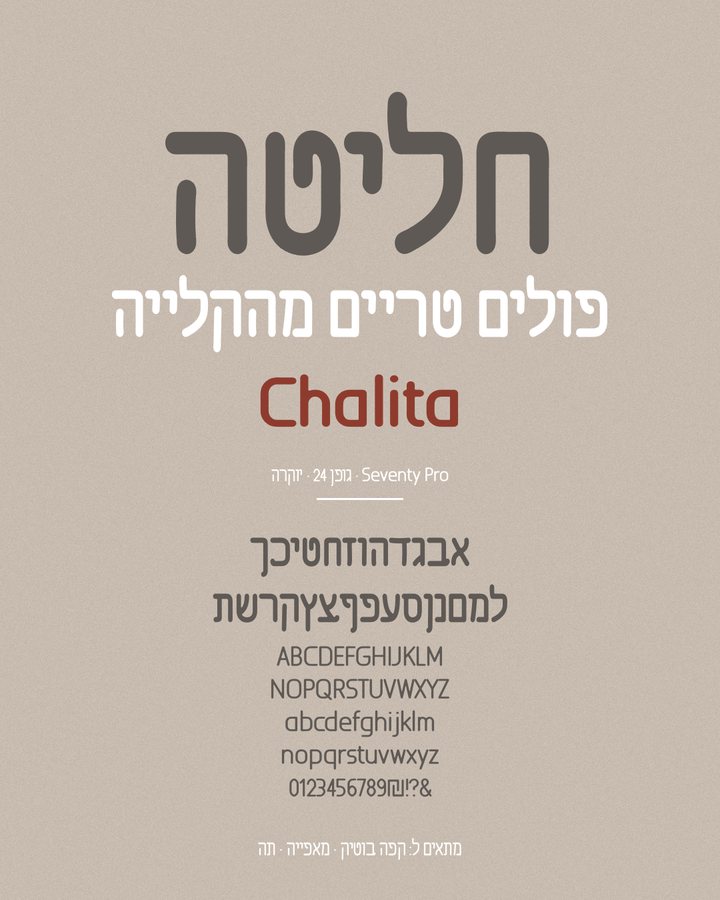 חליטה
פולים טריים מהקלייה
Chalita
Seventy Pro · גופן 24 · יוקרה
אבגדהוזחטיכך
למםנןסעפףצץקרשת
ABCDEFGHIJKLM
NOPQRSTUVWXYZ
abcdefghijklm
nopqrstuvwxyz
0123456789₪!?&
מתאים ל: קפה בוטיק · מאפייה · תה